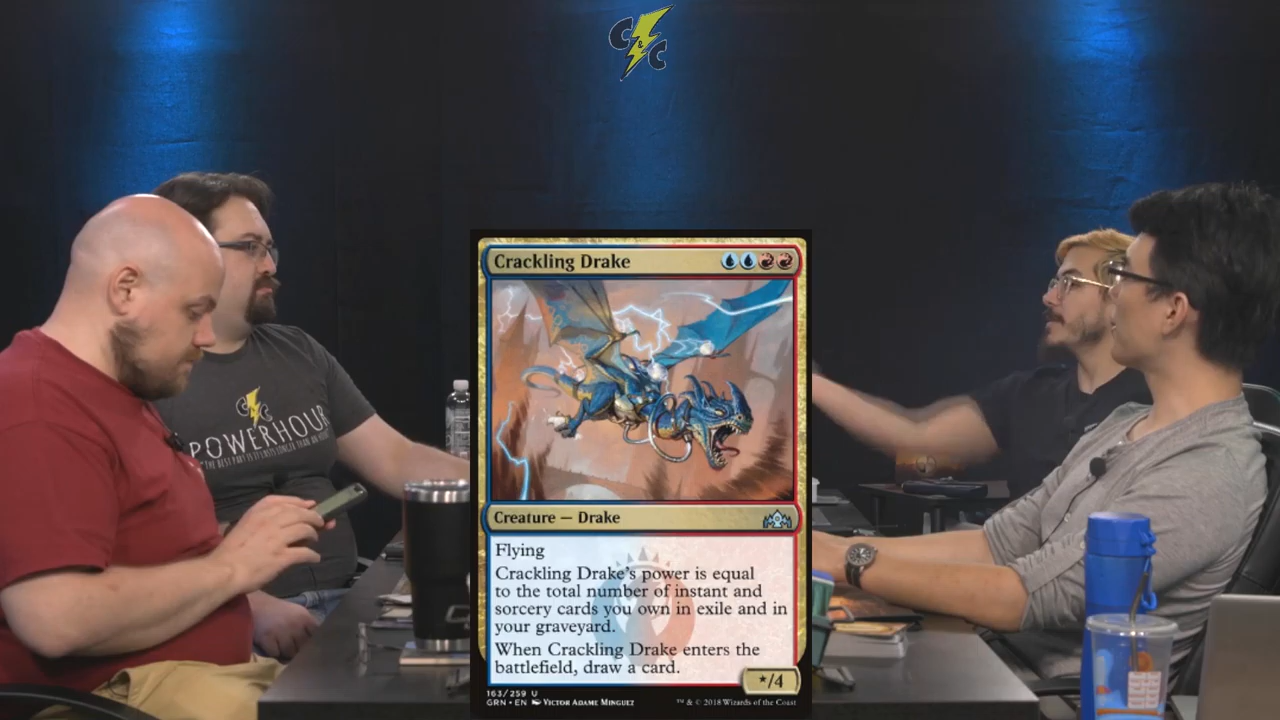 C&C
Crackling Drake
C&C
POWERHOUR
Creature — Drake
Flying
Crackling Drake's power is equal
to the total number of instant and
sorcery cards you own in exile and in
your graveyard.
When Crackling Drake enters the
battlefield, draw a card.
*/4
163/259 U
GRN • EN Victor Adame Minguez
™ & © 2018 Wizards of the Coast